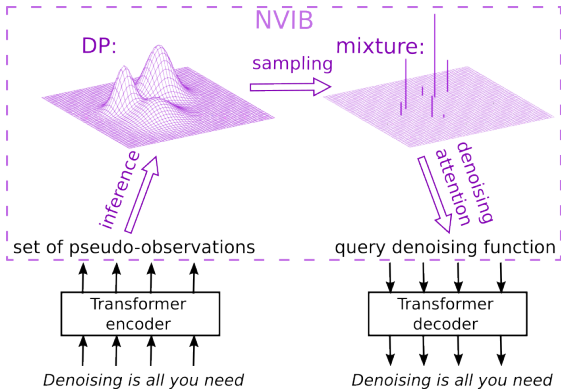 NVIB
DP:
sampling
mixture:
inference
denoising
attention
set of pseudo-observations
query denoising function
Transformer
encoder
Transformer
decoder
Denoising is all you need
Denoising is all you need